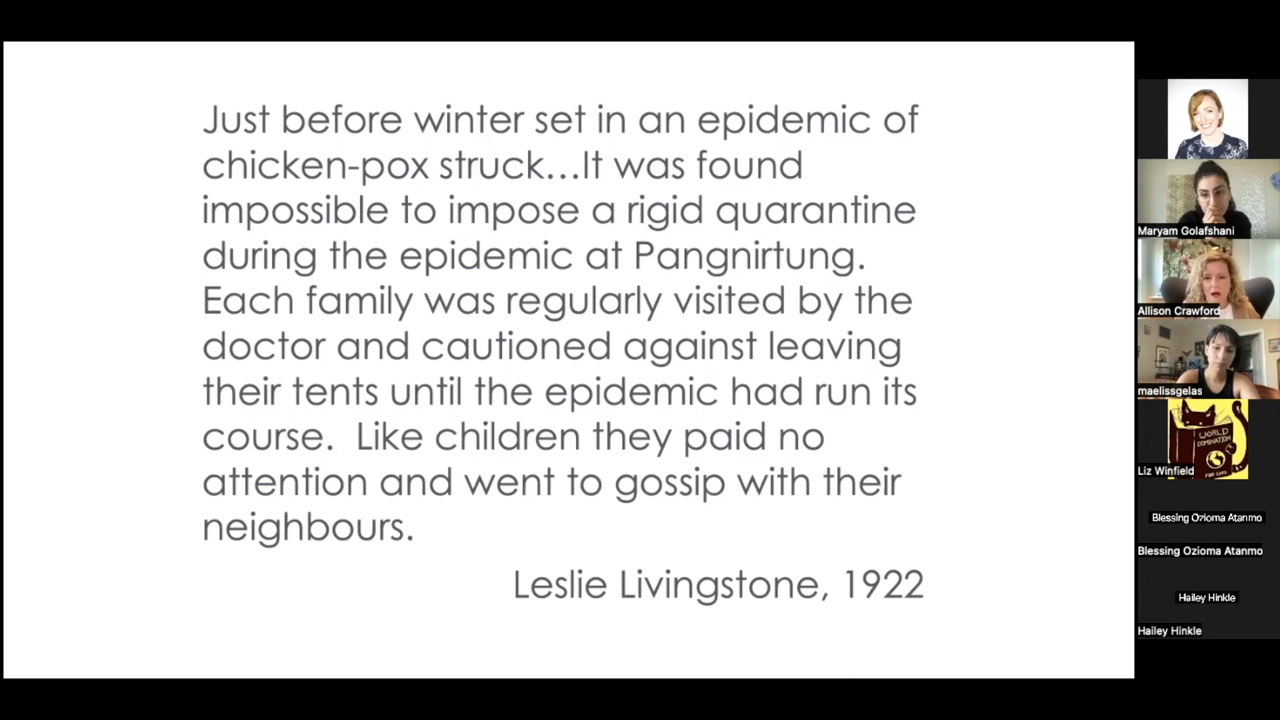 Just before winter set in an epidemic of
chicken-pox struck...It was found
impossible to impose a rigid quarantine
during the epidemic at Pangnirtung.
Each family was regularly visited by the
doctor and cautioned against leaving
their tents until the epidemic had run its
course.  Like children they paid no
attention and went to gossip with their
neighbours.
Leslie Livingstone, 1922
Maryam Golafshani
Allison Crawford
maelissgelas
WORLD
DOMINATION
FOR CATS
Liz Winfield
Blessing Ozioma Atanmo
Blessing Ozioma Atanmo
Hailey Hinkle
Hailey Hinkle